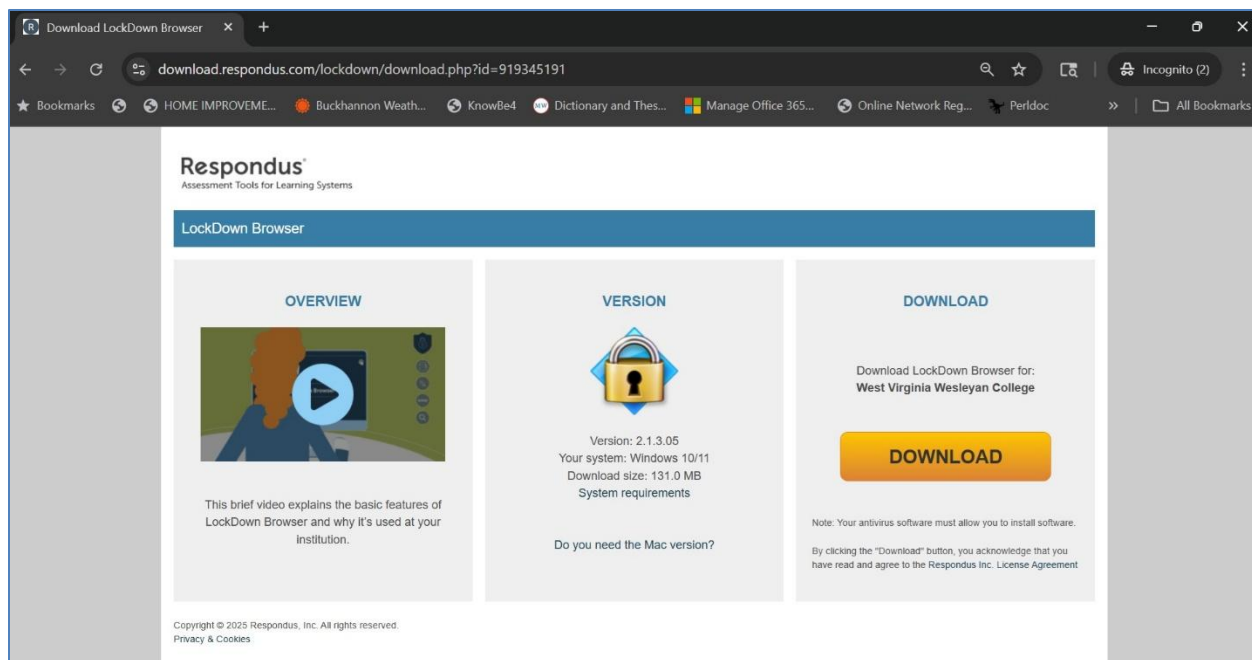 Download LockDown Browser
download.respondus.com/lockdown/download.php?id=919345191
Incognito (2)
Bookmarks
HOME IMPROVEME...
Buckhannon Weath...
KnowBe4
Dictionary and Thes...
Manage Office 365...
Online Network Reg...
Perldoc
»
All Bookmarks
Respondus®
Assessment Tools for Learning Systems
LockDown Browser
OVERVIEW
This brief video explains the basic features of
LockDown Browser and why it's used at your
institution.
VERSION
Version: 2.1.3.05
Your system: Windows 10/11
Download size: 131.0 MB
System requirements
Do you need the Mac version?
DOWNLOAD
Download LockDown Browser for:
West Virginia Wesleyan College
DOWNLOAD
Note: Your antivirus software must allow you to install software.
By clicking the "Download" button, you acknowledge that you
have read and agree to the Respondus Inc. License Agreement
Copyright © 2025 Respondus, Inc. All rights reserved.
Privacy & Cookies